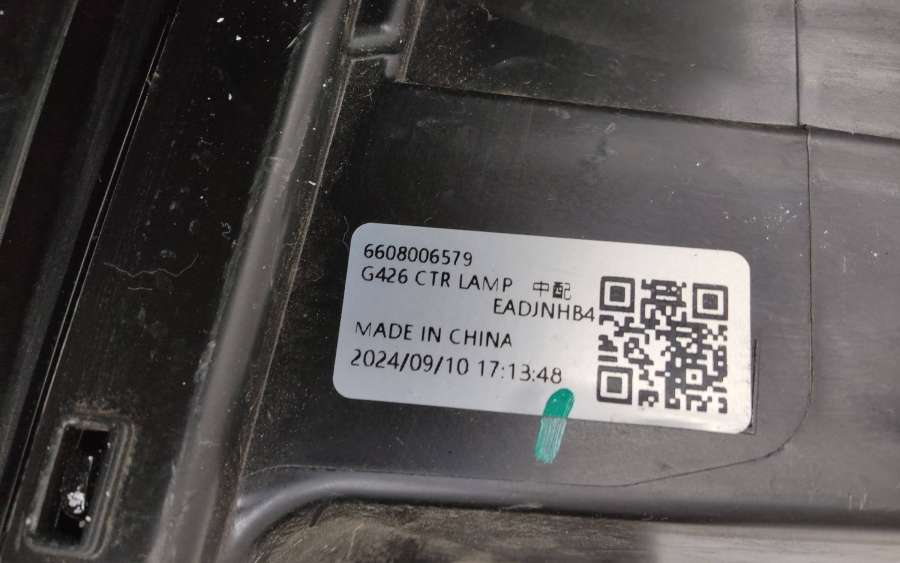 6608006579
G426 CTR LAMP 中配
EADJNHB4
MADE IN CHINA
2024/09/10 17:13:48